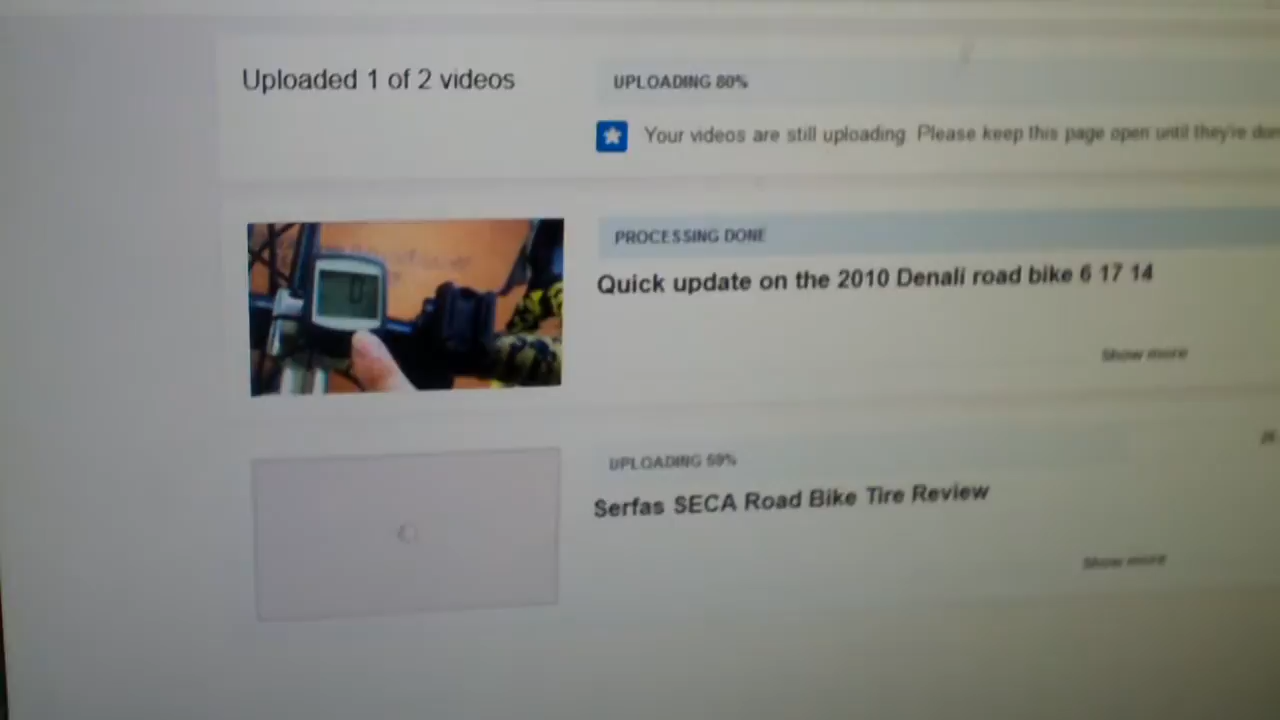 Uploaded 1 of 2 videos
UPLOADING 80%
Your videos are still uploading. Please keep this page open until they're
PROCESSING DONE
Quick update on the 2010 Denali road bike 6 17 14
Show more
UPLOADING 59%
Serfas SECA Road Bike Tire Review
Show more
0